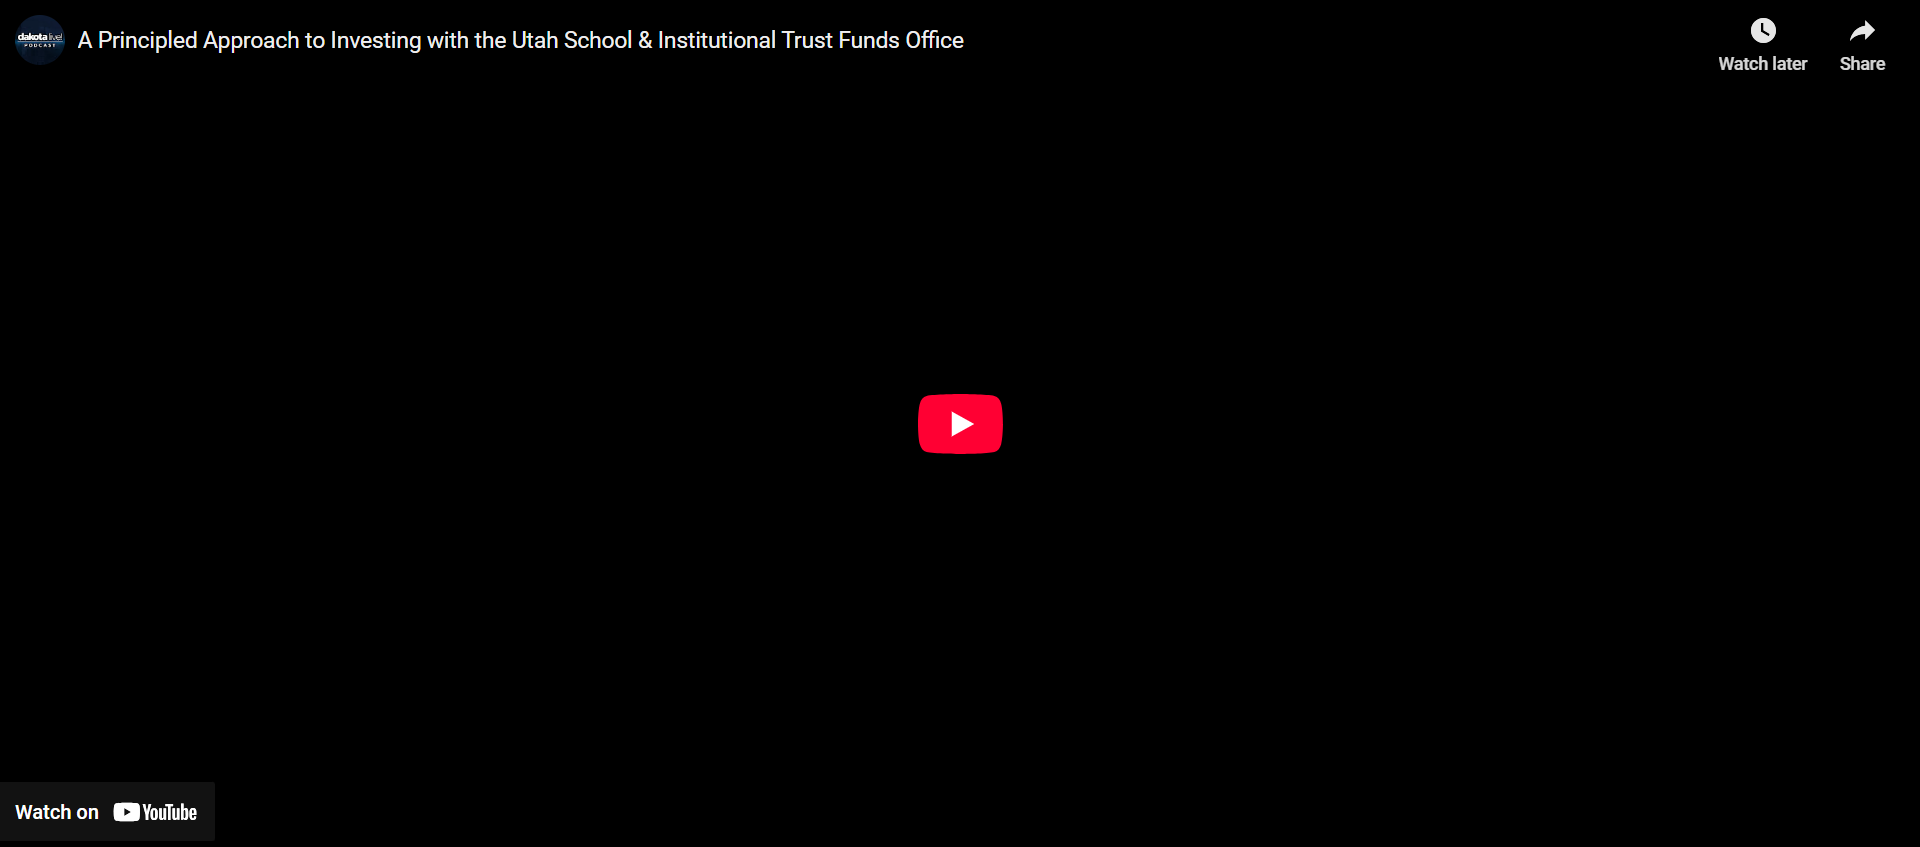 dakota live!
PODCAST
A Principled Approach to Investing with the Utah School & Institutional Trust Funds Office
Watch later
Share
Watch on YouTube